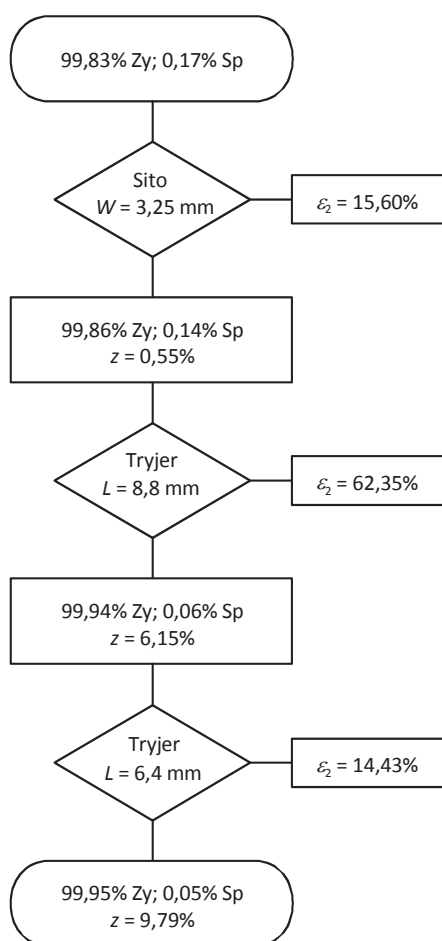 99,83% Zy; 0,17% Sp
Sito
W = 3,25 mm
ε₂ = 15,60%
99,86% Zy; 0,14% Sp
z = 0,55%
Tryjer
L = 8,8 mm
ε₂ = 62,35%
99,94% Zy; 0,06% Sp
z = 6,15%
Tryjer
L = 6,4 mm
ε₂ = 14,43%
99,95% Zy; 0,05% Sp
z = 9,79%